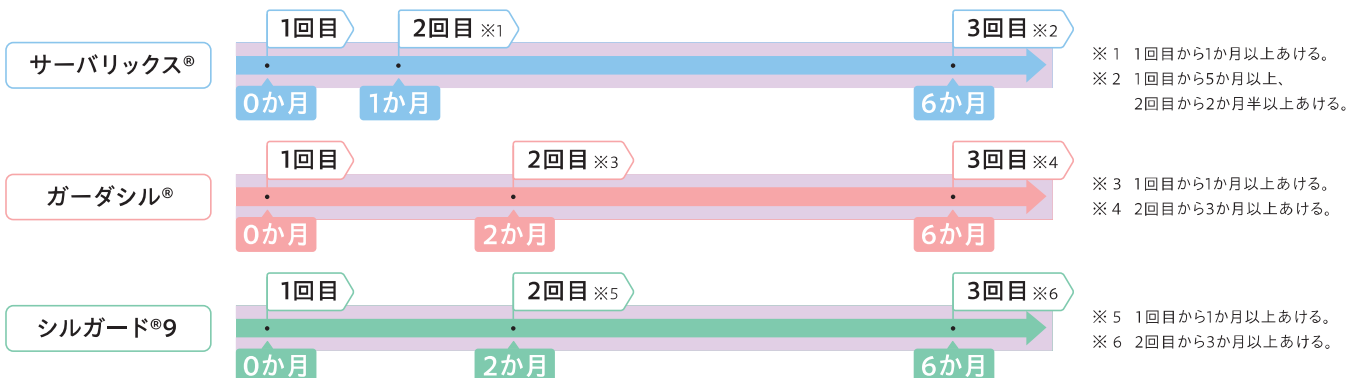 1回目
2回目 ※1
3回目 ※2
サーバリックス®
0か月
1か月
6か月
※1 1回目から1か月以上あける。
※2 1回目から5か月以上、
2回目から2か月半以上あける。
1回目
2回目 ※3
3回目 ※4
ガーダシル®
0か月
2か月
6か月
※3 1回目から1か月以上あける。
※4 2回目から3か月以上あける。
1回目
2回目 ※5
3回目 ※6
シルガード®9
0か月
2か月
6か月
※5 1回目から1か月以上あける。
※6 2回目から3か月以上あける。